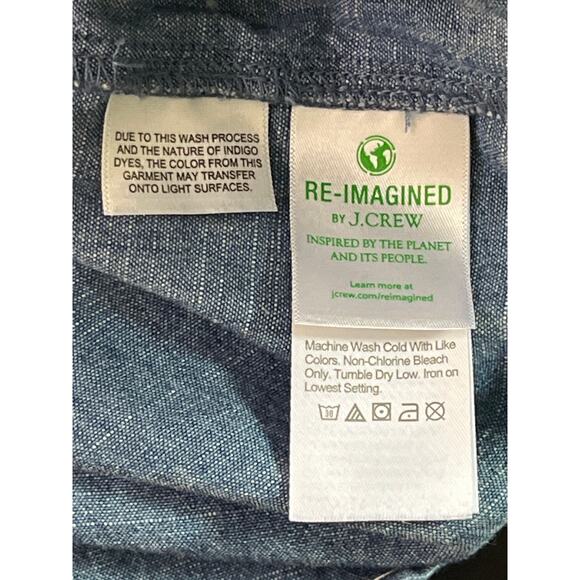 DUE TO THIS WASH PROCESS
AND THE NATURE OF INDIGO
DYES, THE COLOR FROM THIS
GARMENT MAY TRANSFER
ONTO LIGHT SURFACES.
RE-IMAGINED
BY J.CREW
INSPIRED BY THE PLANET
AND ITS PEOPLE.
Learn more at
jcrew.com/reimagined
Machine Wash Cold With Like
Colors. Non-Chlorine Bleach
Only. Tumble Dry Low. Iron on
Lowest Setting.
30